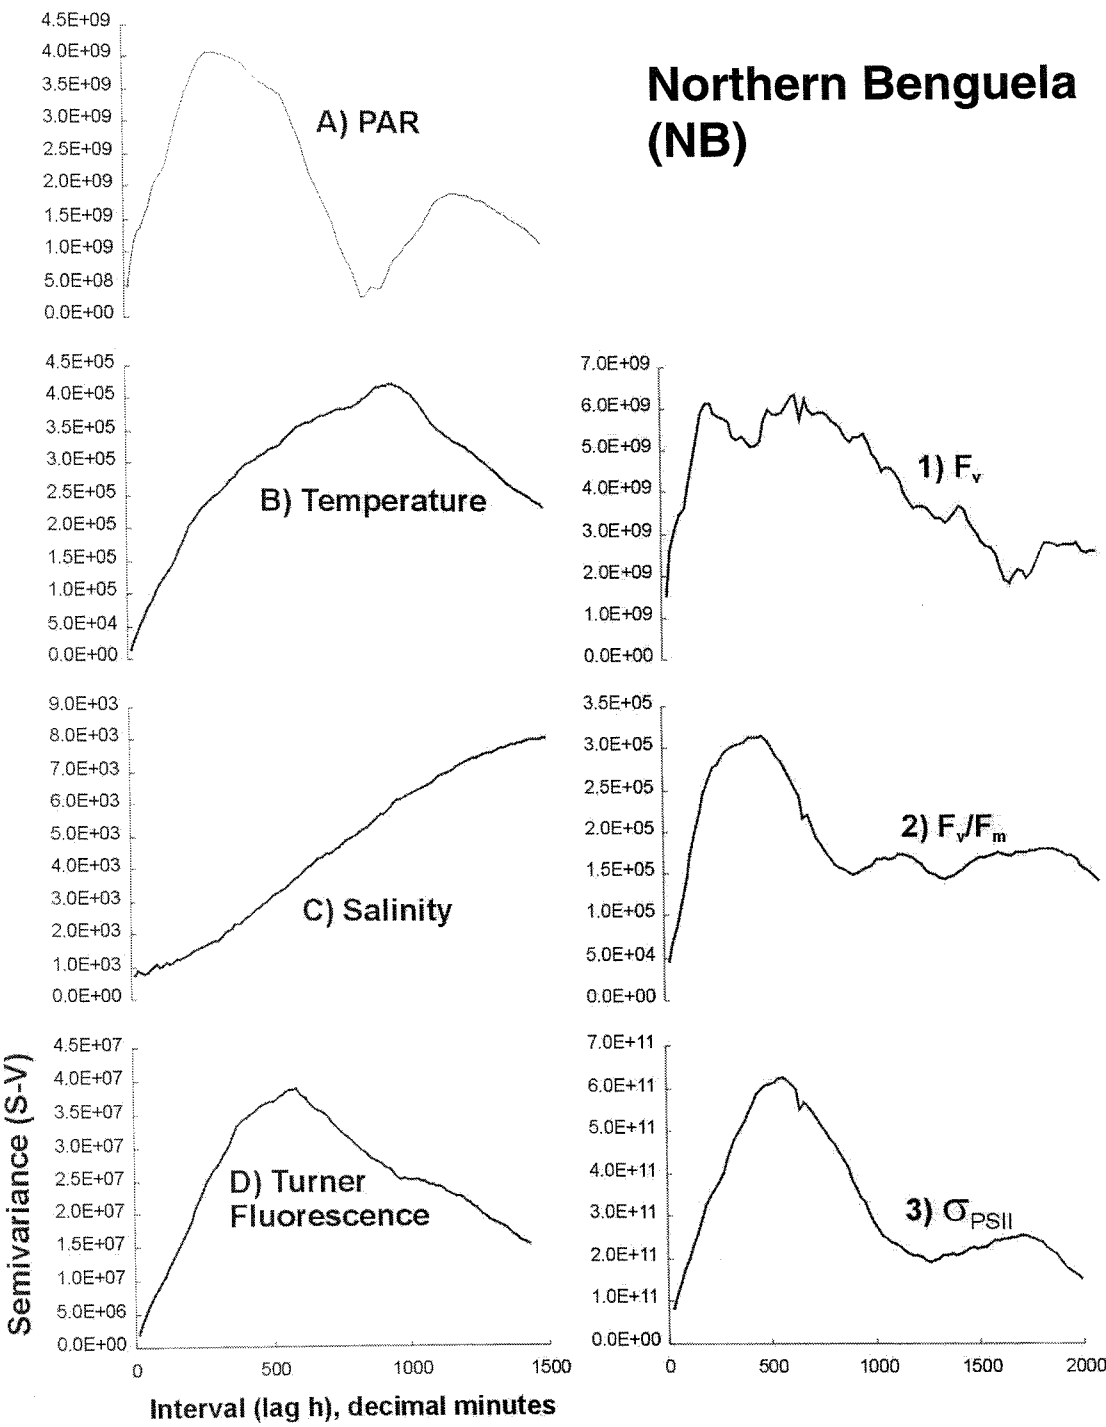 Northern Benguela
(NB)
4.5E+09
4.0E+09
3.5E+09
3.0E+09
2.5E+09
2.0E+09
1.5E+09
1.0E+09
5.0E+08
0.0E+00
A) PAR
4.5E+05
4.0E+05
3.5E+05
3.0E+05
2.5E+05
2.0E+05
1.5E+05
1.0E+05
5.0E+04
0.0E+00
B) Temperature
7.0E+09
6.0E+09
5.0E+09
4.0E+09
3.0E+09
2.0E+09
1.0E+09
0.0E+00
1) Fv
9.0E+03
8.0E+03
7.0E+03
6.0E+03
5.0E+03
4.0E+03
3.0E+03
2.0E+03
1.0E+03
0.0E+00
C) Salinity
3.5E+05
3.0E+05
2.5E+05
2.0E+05
1.5E+05
1.0E+05
5.0E+04
0.0E+00
2) Fv/Fm
Semivariance (S-V)
4.5E+07
4.0E+07
3.5E+07
3.0E+07
2.5E+07
2.0E+07
1.5E+07
1.0E+07
5.0E+06
0.0E+00
D) Turner
Fluorescence
0 500 1000 1500
Interval (lag h), decimal minutes
7.0E+11
6.0E+11
5.0E+11
4.0E+11
3.0E+11
2.0E+11
1.0E+11
0.0E+00
3) σPSII
0 500 1000 1500 2000